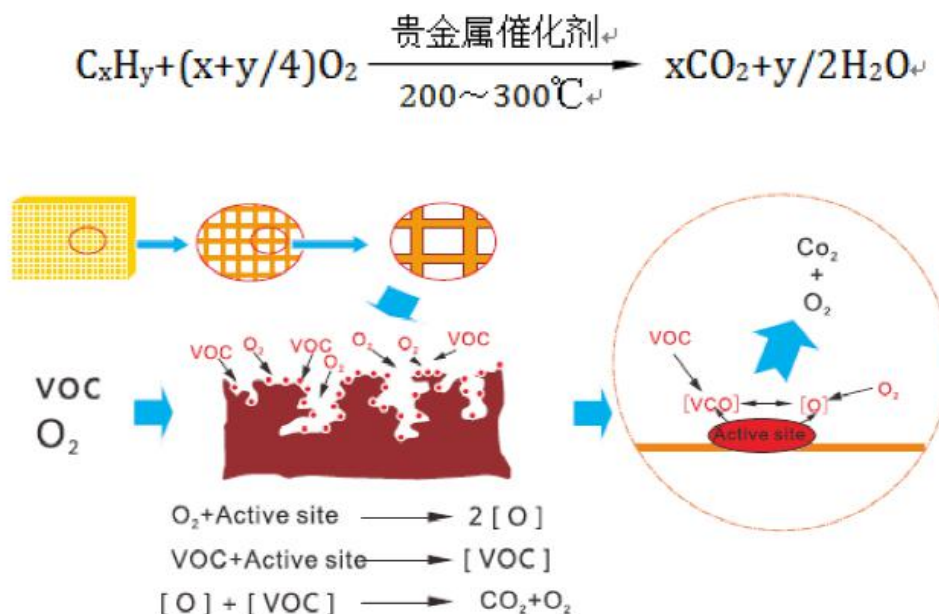 贵金属催化剂↵
CₓHᵧ+(x+y/4)O₂ ⟶ xCO₂+y/2H₂O↵
200～300℃↵
Co₂
+
O₂
VOC O₂ VOC O₂ O₂ O₂ VOC
VOC
O₂
VOC
[VCO] [O] O₂
Active site
O₂+Active site ⟶ 2[O]
VOC+Active site ⟶ [VOC]
[O]+[VOC] ⟶ CO₂+O₂